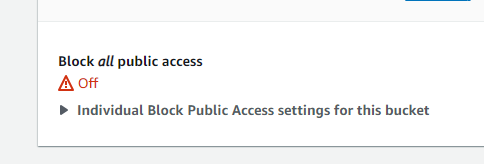 Block all public access
Off
Individual Block Public Access settings for this bucket